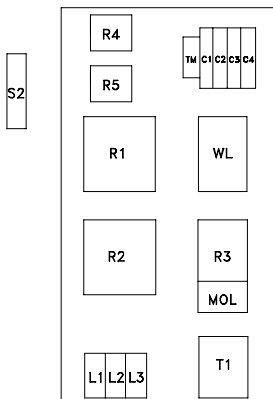 R4
TM C1 C2 C3 C4
R5
S2
R1 WL
R2 R3
MOL
L1 L2 L3 T1